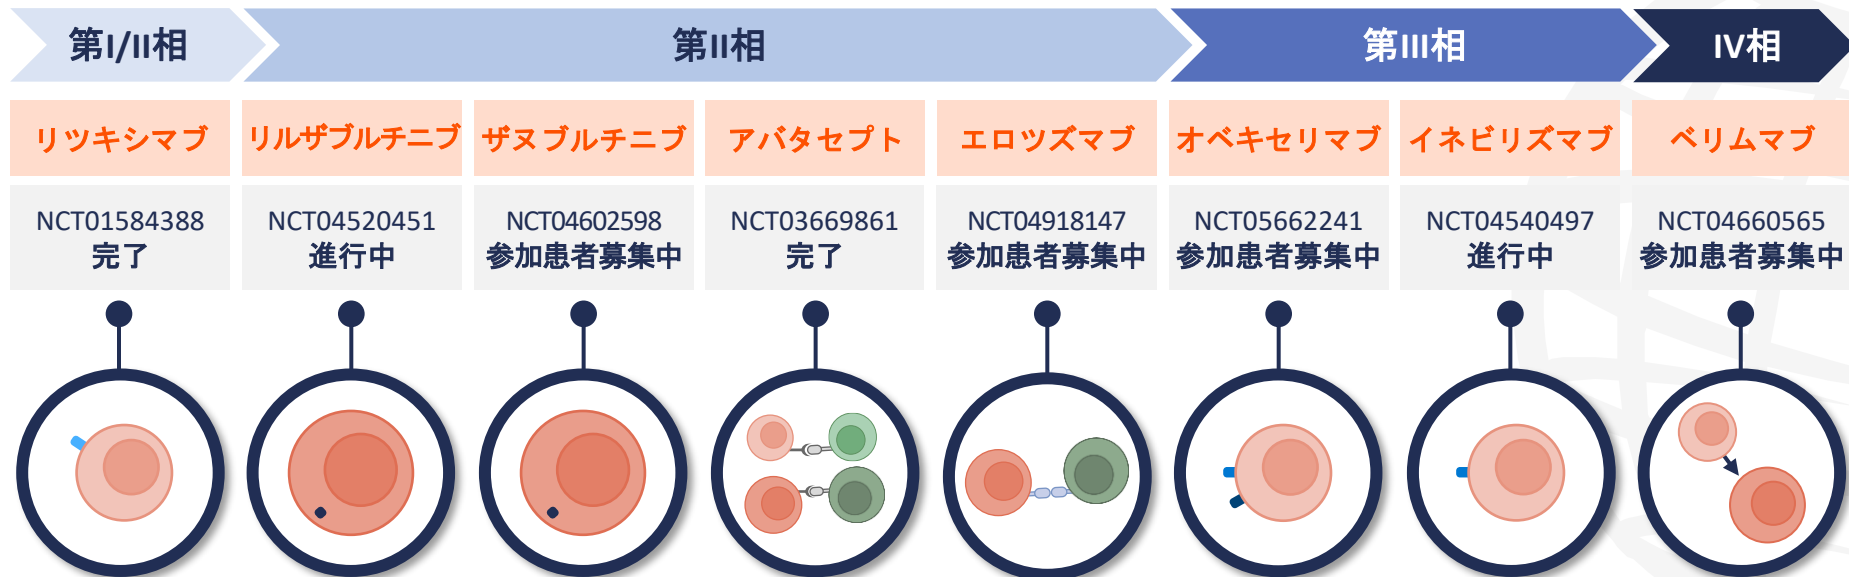 第I/II相
第II相
第III相
IV相
リツキシマブ
リルザブルチニブ
ザヌブルチニブ
アバタセプト
エロツズマブ
オベキセリマブ
イネビリズマブ
ベリムマブ
NCT01584388
完了
NCT04520451
進行中
NCT04602598
参加患者募集中
NCT03669861
完了
NCT04918147
参加患者募集中
NCT05662241
参加患者募集中
NCT04540497
進行中
NCT04660565
参加患者募集中